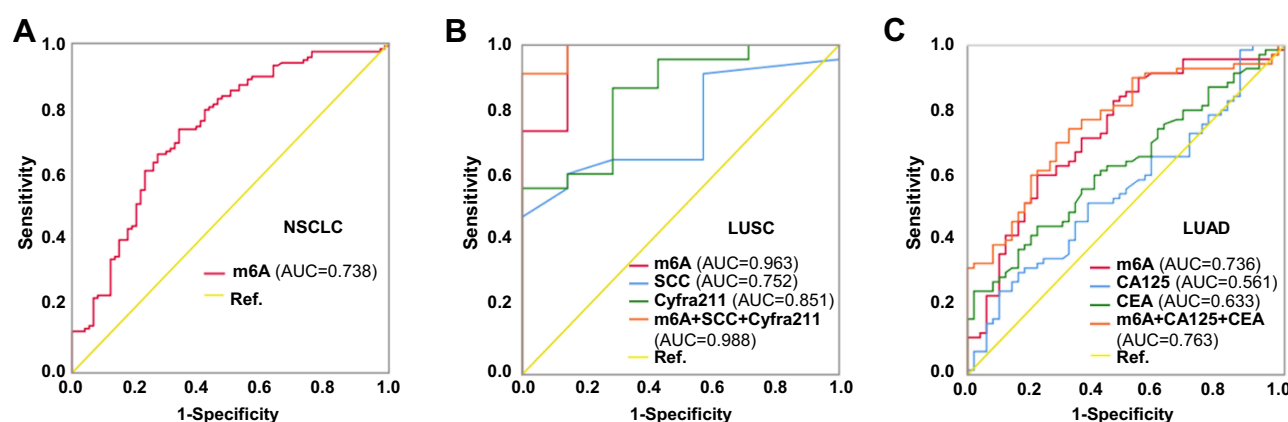 A
Sensitivity
1.0
0.8
0.6
0.4
0.2
0.0
NSCLC
m6A (AUC=0.738)
Ref.
0.0 0.2 0.4 0.6 0.8 1.0
1-Specificity
B
Sensitivity
1.0
0.8
0.6
0.4
0.2
0.0
LUSC
m6A (AUC=0.963)
SCC (AUC=0.752)
Cyfra211 (AUC=0.851)
m6A+SCC+Cyfra211
(AUC=0.988)
Ref.
0.0 0.2 0.4 0.6 0.8 1.0
1-Specificity
C
Sensitivity
1.0
0.8
0.6
0.4
0.2
0.0
LUAD
m6A (AUC=0.736)
CA125 (AUC=0.561)
CEA (AUC=0.633)
m6A+CA125+CEA
(AUC=0.763)
Ref.
0.0 0.2 0.4 0.6 0.8 1.0
1-Specificity